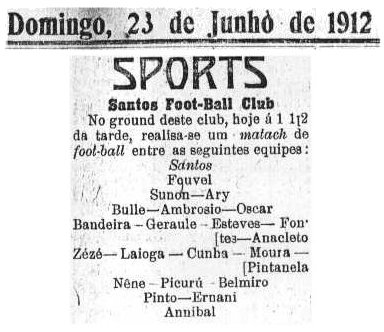 Domingo, 23 de Junho de 1912
SPORTS
Santos Foot-Ball Club
No ground deste club, hoje á 1 1|2
da tarde, realisa-se um matach de
foot-ball entre as seguintes equipes:
Santos
Fauvel
Sunon—Ary
Bulle—Ambrosio—Oscar
Bandeira - Geraule - Esteves— Fon-
[tes—Anacleto
Zézé—Laioga — Cunha — Moura —
[Pintanela
Nêne - Picurú - Belmiro
Pinto—Ernani
Annibal